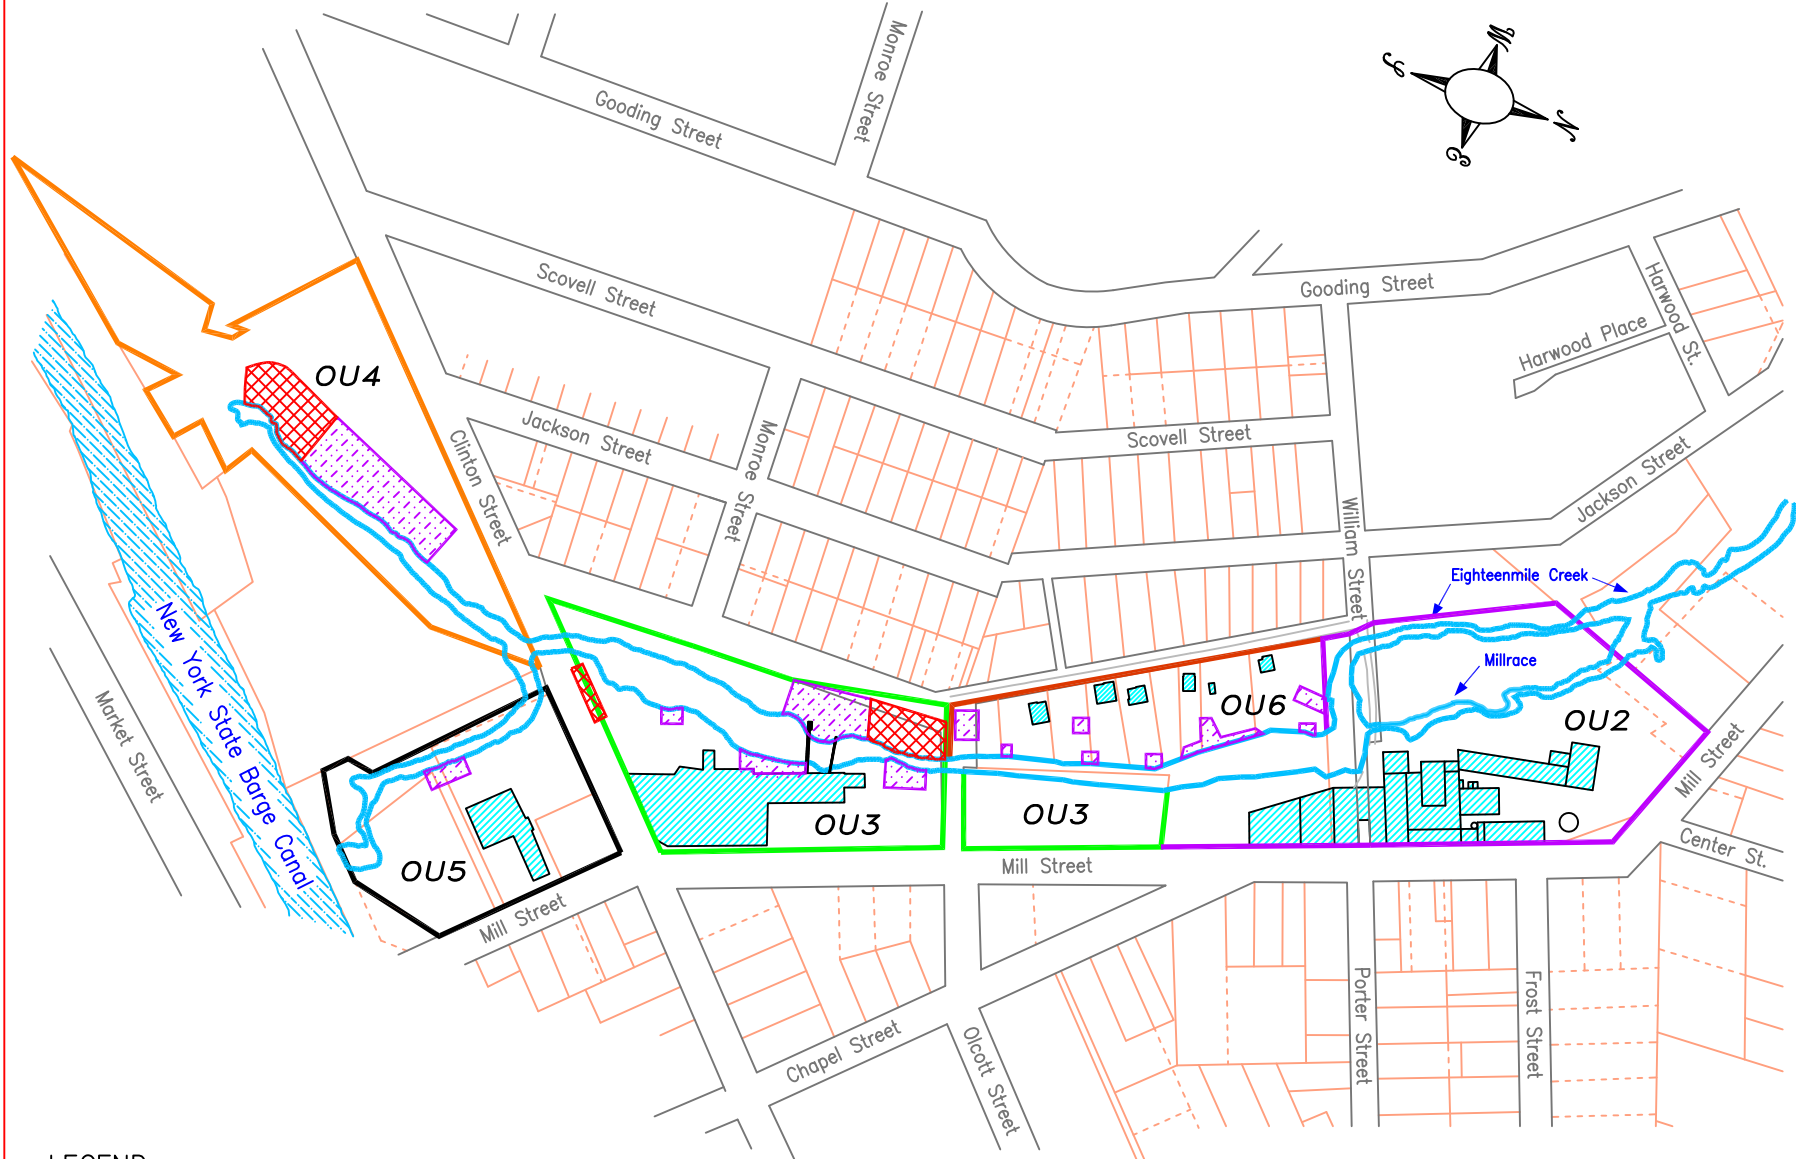 Monroe Street
W
S
N
E
Gooding Street
Scovell Street
Gooding Street
Harwood St.
Harwood Place
OU4
Jackson Street
Monroe Street
Clinton Street
Scovell Street
Jackson Street
William Street
Eighteenmile Creek
Millrace
New York State Barge Canal
Market Street
OU6
OU2
Mill Street
OU3
OU3
Center St.
OU5
Mill Street
Mill Street
Chapel Street
Olcott Street
Porter Street
Frost Street
LEGEND